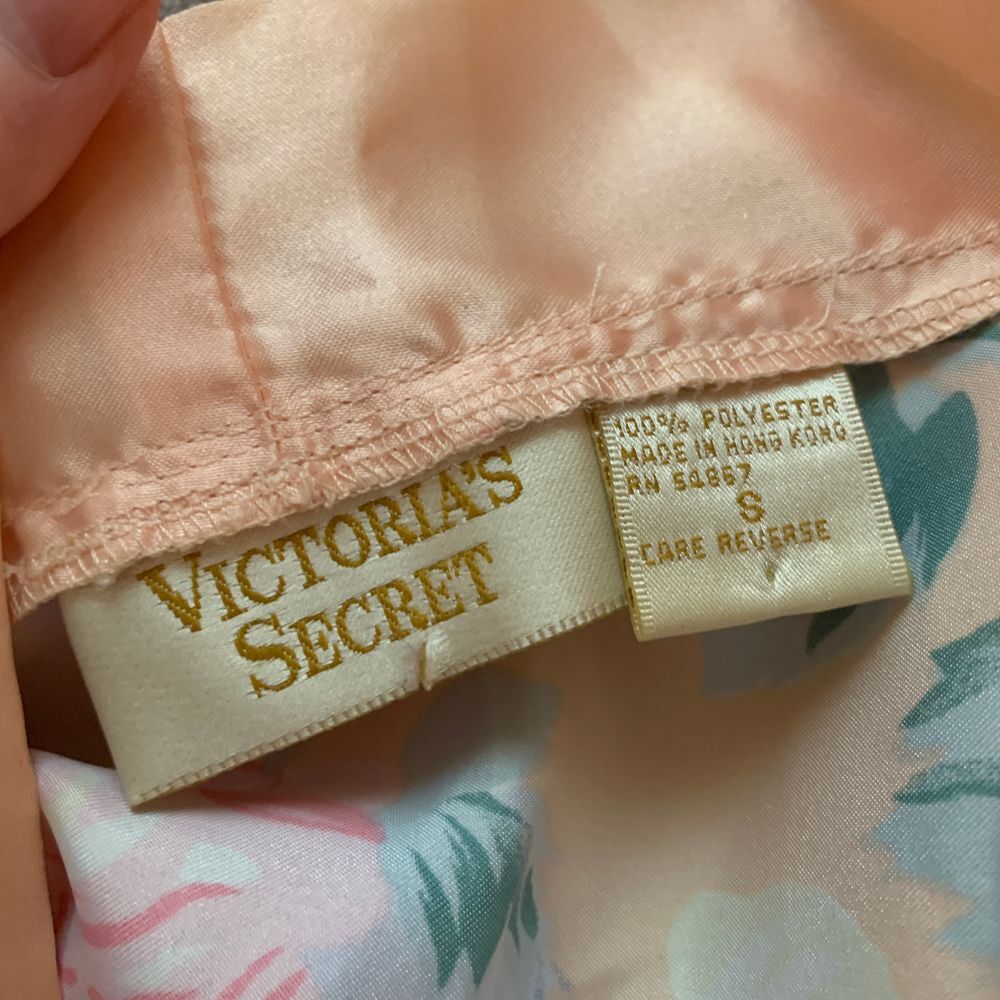 VICTORIA'S
SECRET
100% POLYESTER
MADE IN HONG KONG
RN 54867
S
CARE REVERSE